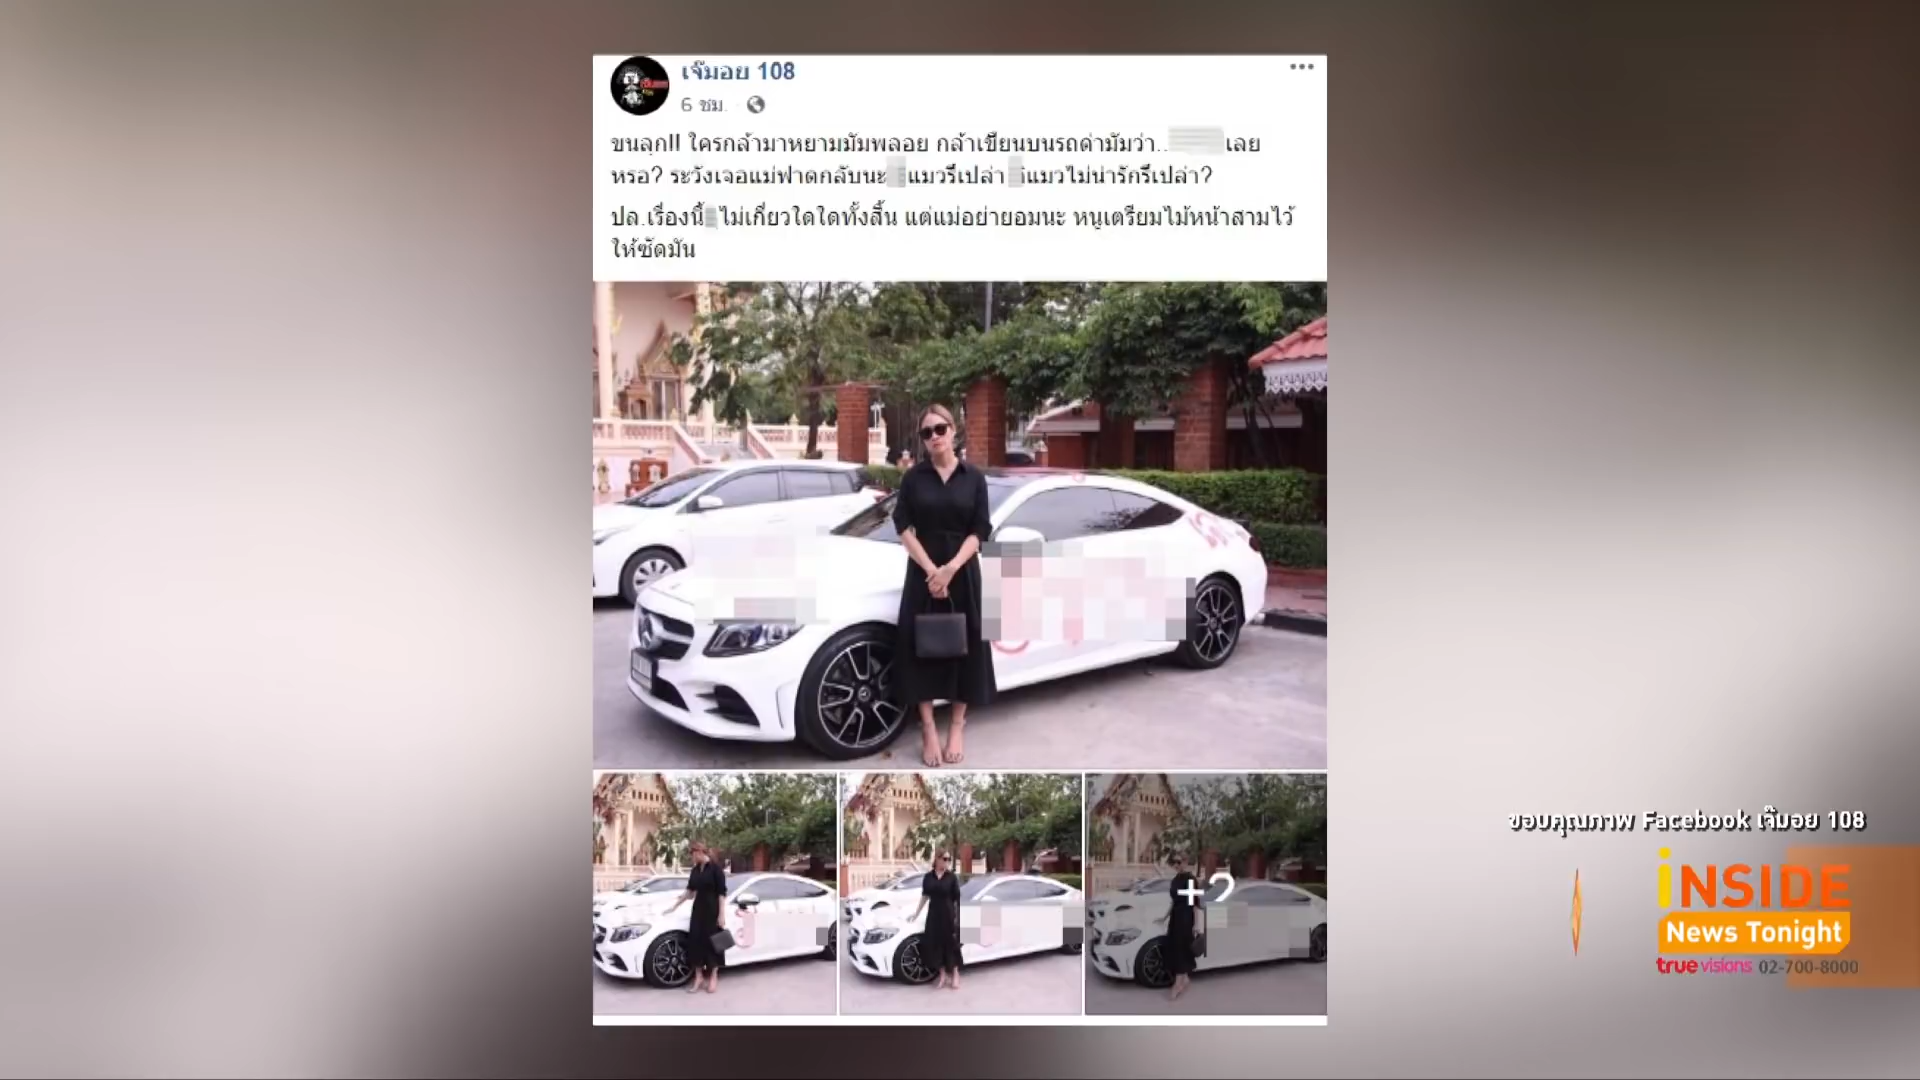 เจ๊มอย 108
6 ชม.
ขนลุก!! ใครกล้ามาหยามมัมพลอย กล้าเขียนบนรถด่ามัมว่า.. เลย
หรอ? ระวังเจอแม่ฟาดกลับนะ แมวรึเปล่า แมวไม่น่ารักรึเปล่า?
ปล.เรื่องนี้ ไม่เกี่ยวใดใดทั้งสิ้น แต่แม่อย่ายอมนะ หนูเตรียมไม้หน้าสามไว้
ให้ซัดมัน
+2
ขอบคุณภาพ Facebook เจ๊มอย 108
iNSIDE
News Tonight
truevisions 02-700-8000